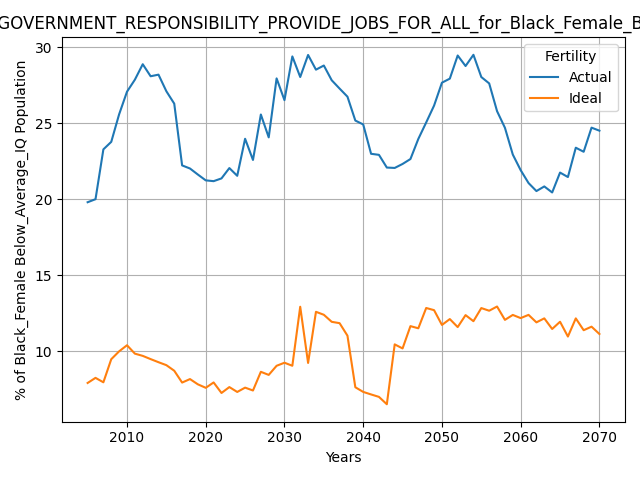 GOVERNMENT_RESPONSIBILITY_PROVIDE_JOBS_FOR_ALL_for_Black_Female_B
Fertility
Actual
Ideal
30
25
20
15
10
% of Black_Female Below_Average_IQ Population
2010 2020 2030 2040 2050 2060 2070
Years